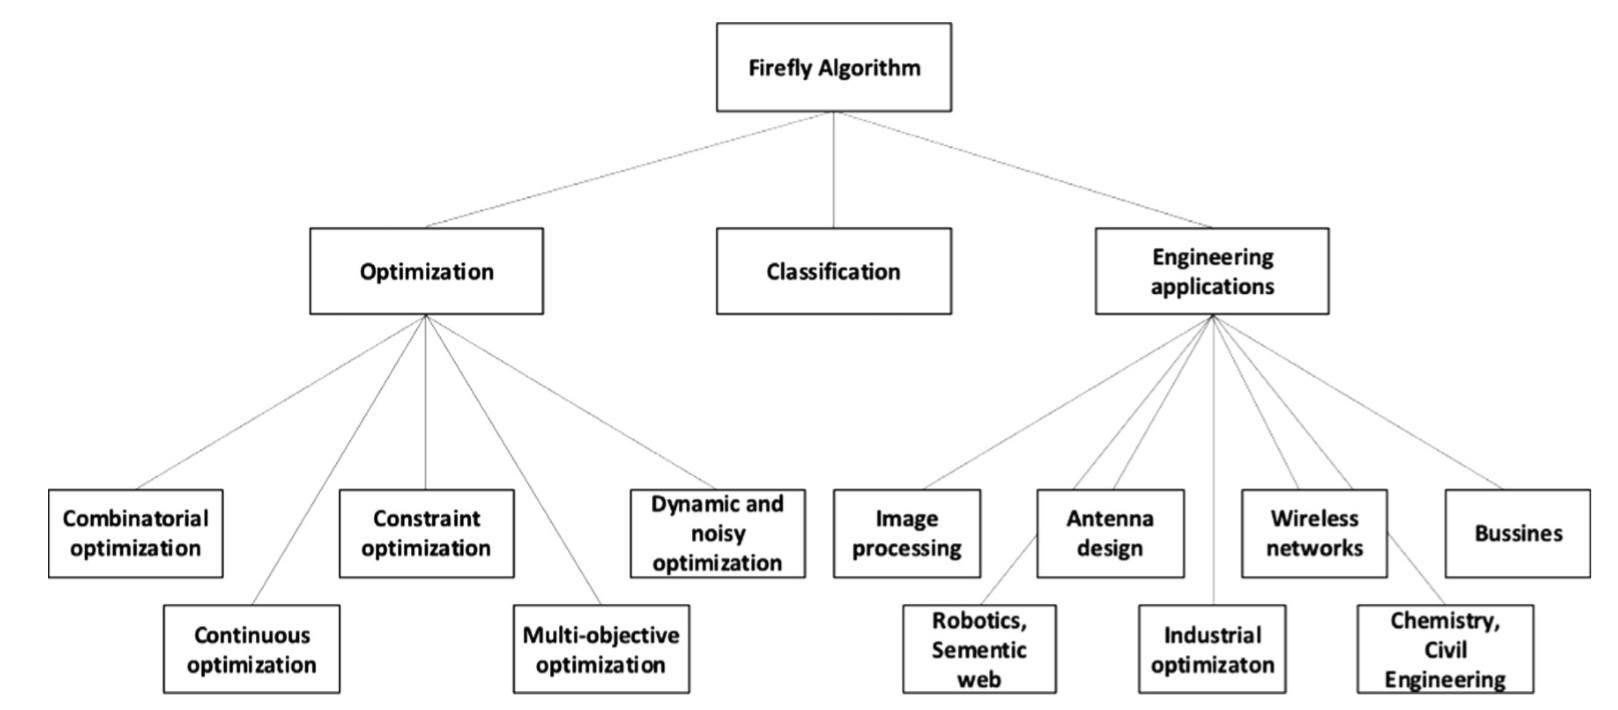 Firefly Algorithm
Optimization
Classification
Engineering
applications
Combinatorial
optimization
Constraint
optimization
Dynamic and
noisy
optimization
Image
processing
Antenna
design
Wireless
networks
Bussines
Continuous
optimization
Multi-objective
optimization
Robotics,
Sementic
web
Industrial
optimizaton
Chemistry,
Civil
Engineering